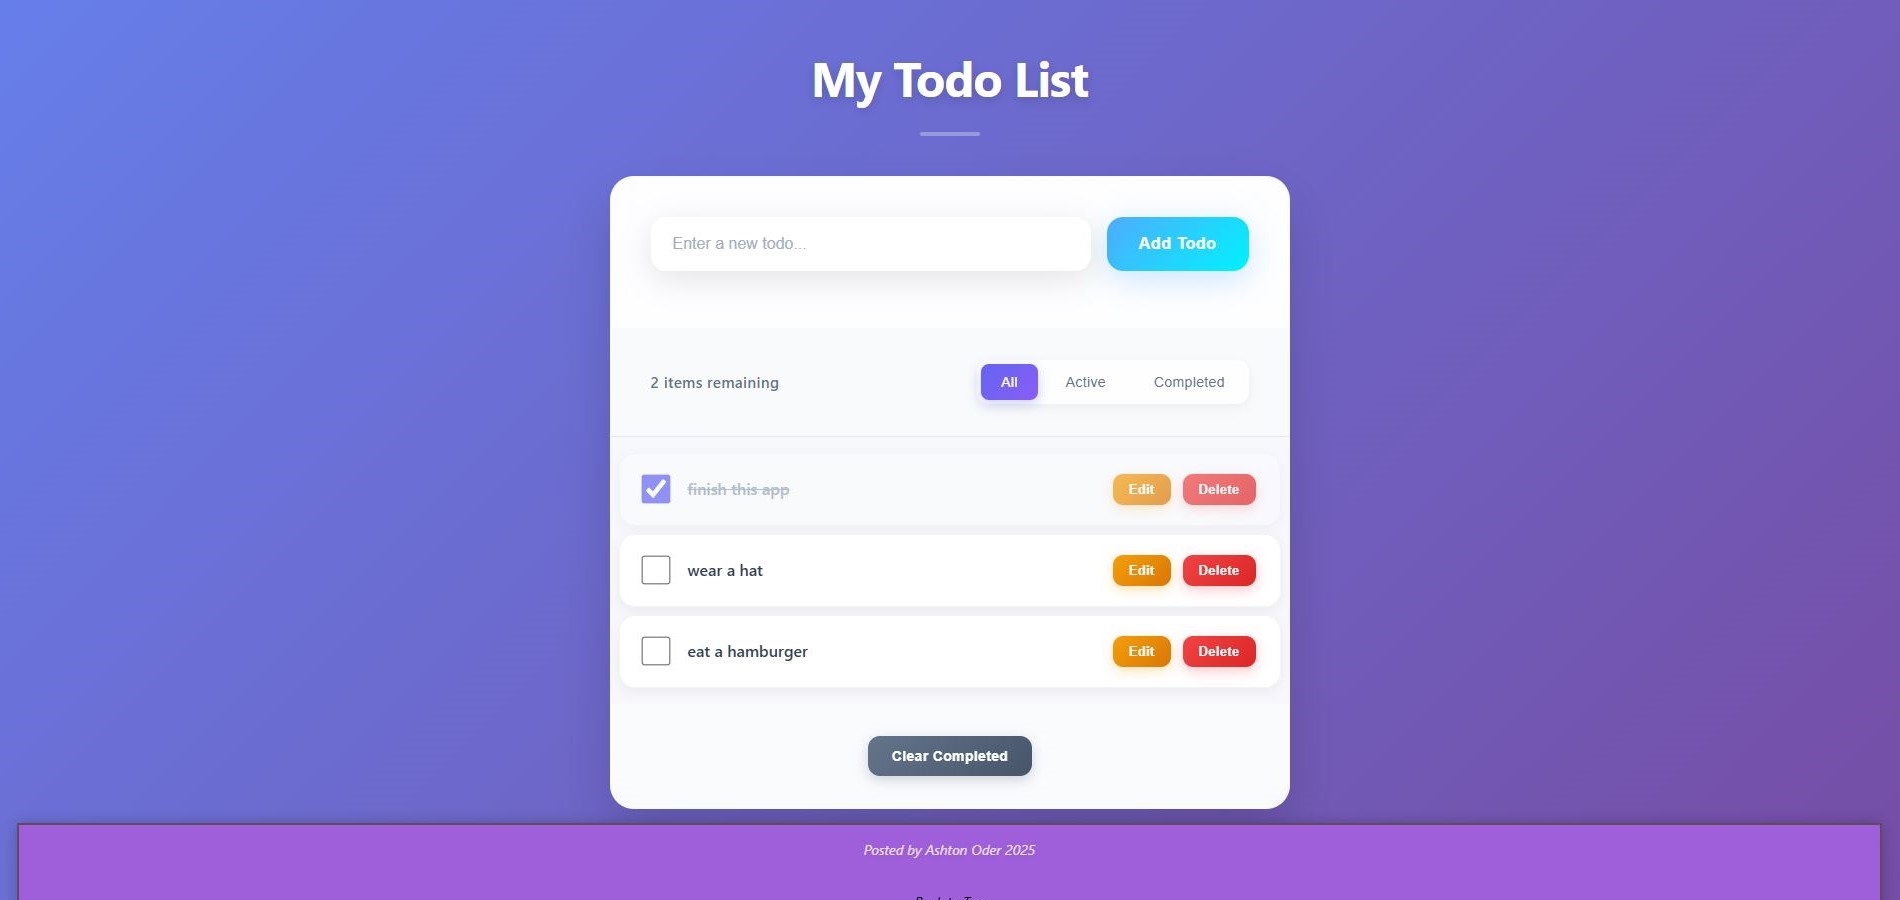 My Todo List
Enter a new todo...
Add Todo
2 items remaining
All
Active
Completed
finish this app
Edit
Delete
wear a hat
Edit
Delete
eat a hamburger
Edit
Delete
Clear Completed
Posted by Ashton Oder 2025